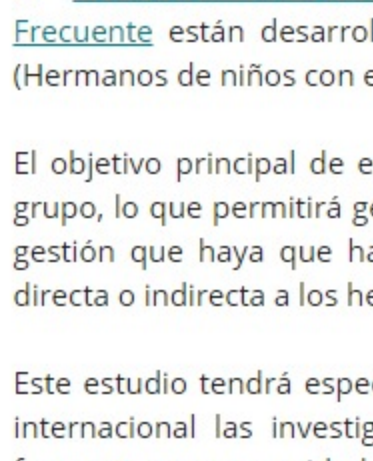 Frecuente están desarrol
(Hermanos de niños con e
El objetivo principal de e
grupo, lo que permitirá ge
gestión que haya que ha
directa o indirecta a los he
Este estudio tendrá espe
internacional las investig